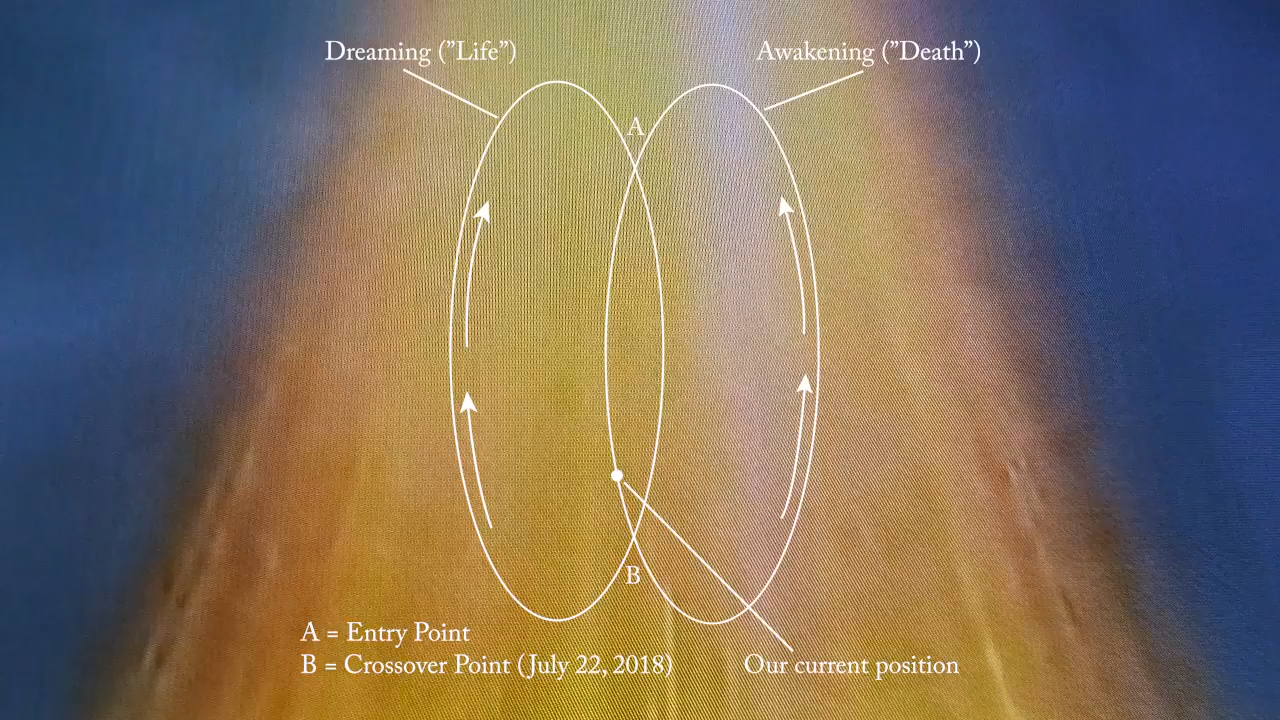 Dreaming (”Life”)
Awakening (”Death”)
A
B
A = Entry Point
B = Crossover Point (July 22, 2018)
Our current position